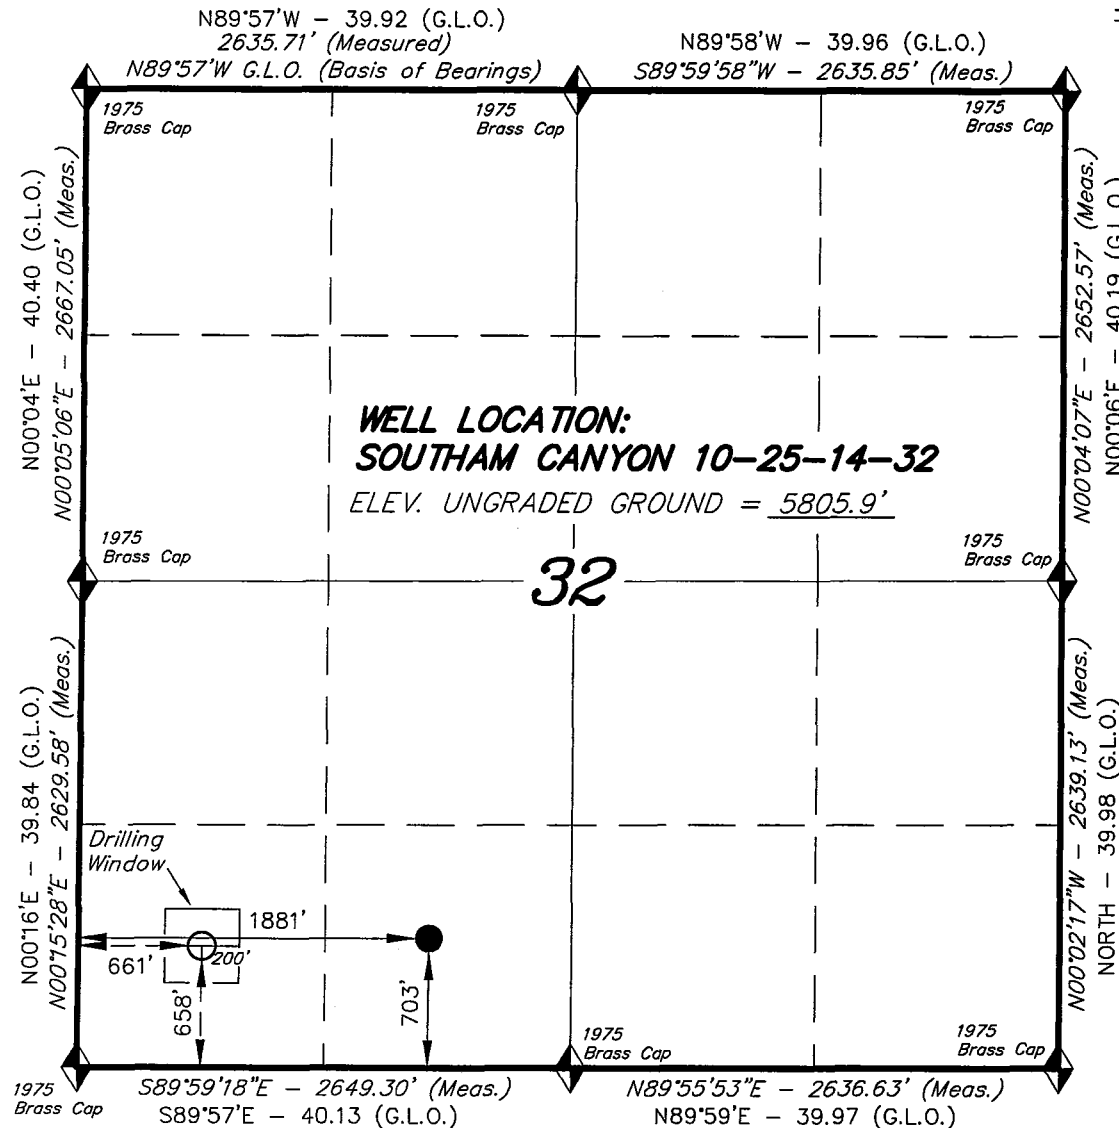 N89°57'W – 39.92 (G.L.O.)
2635.71' (Measured)
N89°57'W G.L.O. (Basis of Bearings)
N89°58'W – 39.96 (G.L.O.)
S89°59'58"W – 2635.85' (Meas.)
1975
Brass Cap
1975
Brass Cap
1975
Brass Cap
N00°04'E – 40.40 (G.L.O.)
N00°05'06"E – 2667.05' (Meas.)
N00°04'07"E – 2652.57' (Meas.)
N00°06'E – 40.19 (G.L.O.)
WELL LOCATION:
SOUTHAM CANYON 10–25–14–32
ELEV. UNGRADED GROUND = 5805.9'
1975
Brass Cap
32
1975
Brass Cap
N00°16'E – 39.84 (G.L.O.)
N00°15'28"E – 2629.58' (Meas.)
N00°02'17"W – 2639.13' (Meas.)
NORTH – 39.98 (G.L.O.)
Drilling
Window
1881'
661'
200'
658'
703'
1975
Brass Cap
1975
Brass Cap
1975
Brass Cap
S89°59'18"E – 2649.30' (Meas.)
S89°57'E – 40.13 (G.L.O.)
N89°55'53"E – 2636.63' (Meas.)
N89°59'E – 39.97 (G.L.O.)